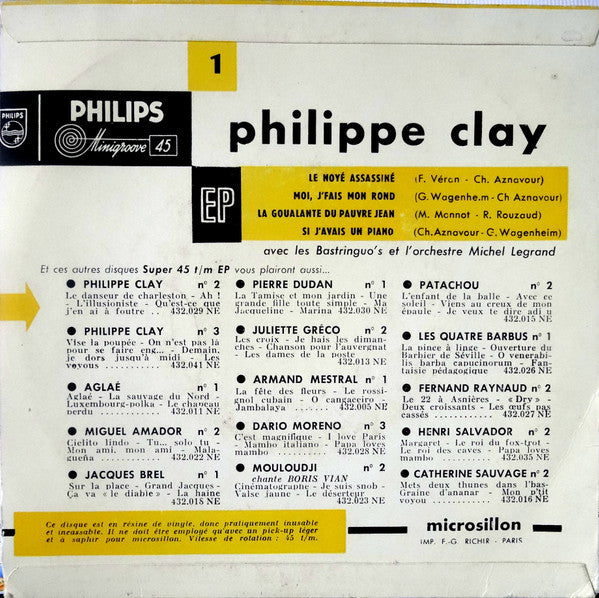 1
PHILIPS
PHILIPS
Minigroove 45
philippe clay
EP
LE NOYÉ ASSASSINÉ (F. Véran - Ch. Aznavour)
MOI, J'FAIS MON ROND (G. Wagenheim - Ch Aznavour)
LA GOUALANTE DU PAUVRE JEAN (M. Monnot - R. Rouzaud)
SI J'AVAIS UN PIANO (Ch. Aznavour - G. Wagenheim)
avec les Bastringuo's et l'orchestre Michel Legrand
Et ces autres disques Super 45 t/m EP vous plairont aussi...
● PHILIPPE CLAY n° 2
Le danseur de charleston - Ah !
- L'illusioniste - Qu'est-ce que
j'en ai à foutre .. 432.029 NE
● PHILIPPE CLAY n° 3
Vise la poupée - On n'est pas là
pour se faire eng... - Demain,
je dors jusqu'à midi - Les
voyous ............ 432.041 NE
● AGLAÉ n° 1
Aglaé - La sauvage du Nord -
Luxembourg-polka - Le chapeau
perdu ............ 432.011 NE
● MIGUEL AMADOR n° 2
Cielito lindo - Tu... solo tu -
Mon ami, mon ami - Mala-
gueña ............ 432.022 NE
● JACQUES BREL n° 1
Sur la place - Grand Jacques -
Ça va « le diable » - La haine
432.018 NE
● PIERRE DUDAN n° 1
La Tamise et mon jardin - Une
grande fille toute simple - Ma
Jacqueline - Marina 432.030 NE
● JULIETTE GRÉCO n° 2
Les croix - Je hais les diman-
ches - Chanson pour l'auvergnat
- Les dames de la poste
432.013 NE
● ARMAND MESTRAL n° 1
La fête des fleurs - Le rossi-
gnol cubain - O cangaceiro
Jambalaya ........ 432.005 NE
● DARIO MORENO n° 3
C'est magnifique - I love Paris
- Mambo italiano - Papa loves
mambo ............ 432.028 NE
● MOULOUDJI n° 2
chante BORIS VIAN
Cinématographe - Je suis snob -
Valse jaune - Le déserteur
432.023 NE
● PATACHOU n° 2
L'enfant de la balle - Avec ce
soleil - Viens au creux de mon
épaule - Je veux te dire adieu
432.015 NE
● LES QUATRE BARBUS n° 1
La pince à linge - Ouverture du
Barbier de Séville - O venerabi-
lis barba capucinorum - Fan-
taisie pédagogique 432.026 NE
● FERNAND RAYNAUD n° 2
Le 22 à Asnières - « Dry » -
Deux croissants - Les œufs pas
cassés ............ 432.027 NE
● HENRI SALVADOR n° 2
Margaret - Le roi du fox-trot -
Le roi des caves - Papa loves
mambo ............ 432.035 NE
● CATHERINE SAUVAGE n° 2
Mets deux thunes dans l'bas-
Graine d'ananar - Mon p'tit
voyou ............ 432.016 NE
Ce disque est en résine de vinyle, donc pratiquement inusable
et incassable. Il ne doit être employé qu'avec un pick-up léger
et à saphir pour microsillon. Vitesse de rotation : 45 t/m.
microsillon
IMP. F.-G. RICHIR - PARIS